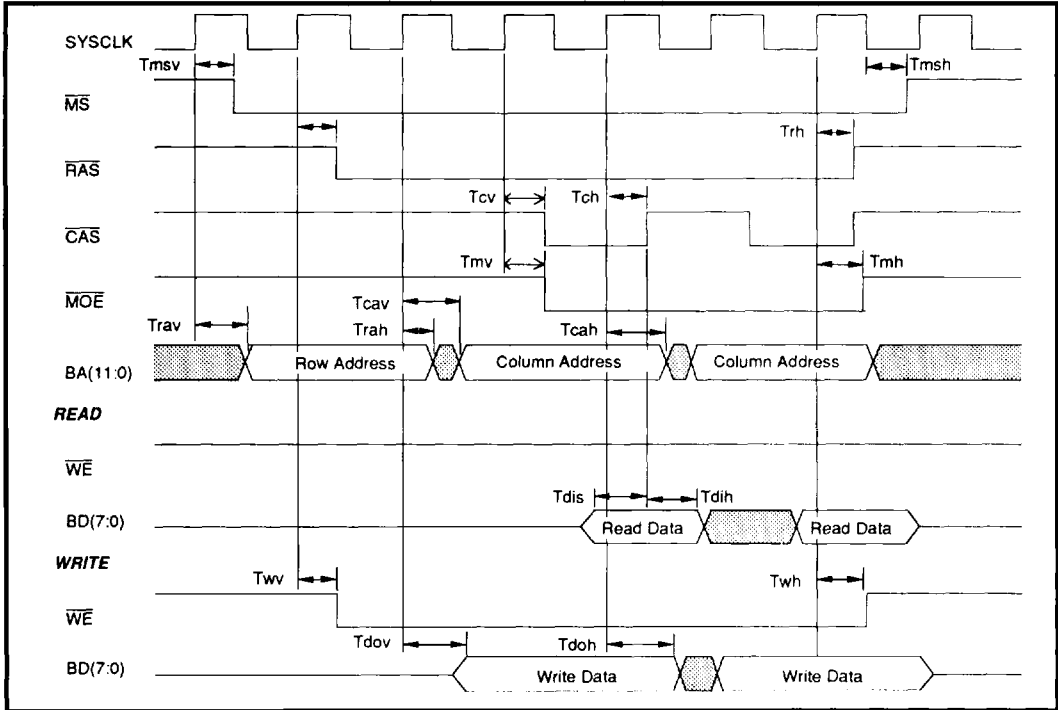 SYSCLK
Tmsv
Tmsh
MS
Trh
RAS
Tcv
Tch
CAS
Tmv
Tmh
MOE
Tcav
Trav
Trah
Tcah
BA(11:0)
Row Address
Column Address
Column Address
READ
WE
Tdis
Tdih
BD(7:0)
Read Data
Read Data
WRITE
Twv
Twh
WE
Tdov
Tdoh
BD(7:0)
Write Data
Write Data